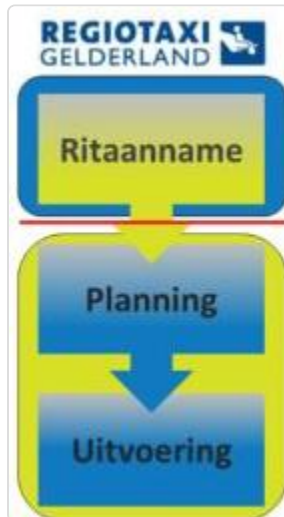 REGIOTAXI
GELDERLAND
Ritaanname
Planning
Uitvoering